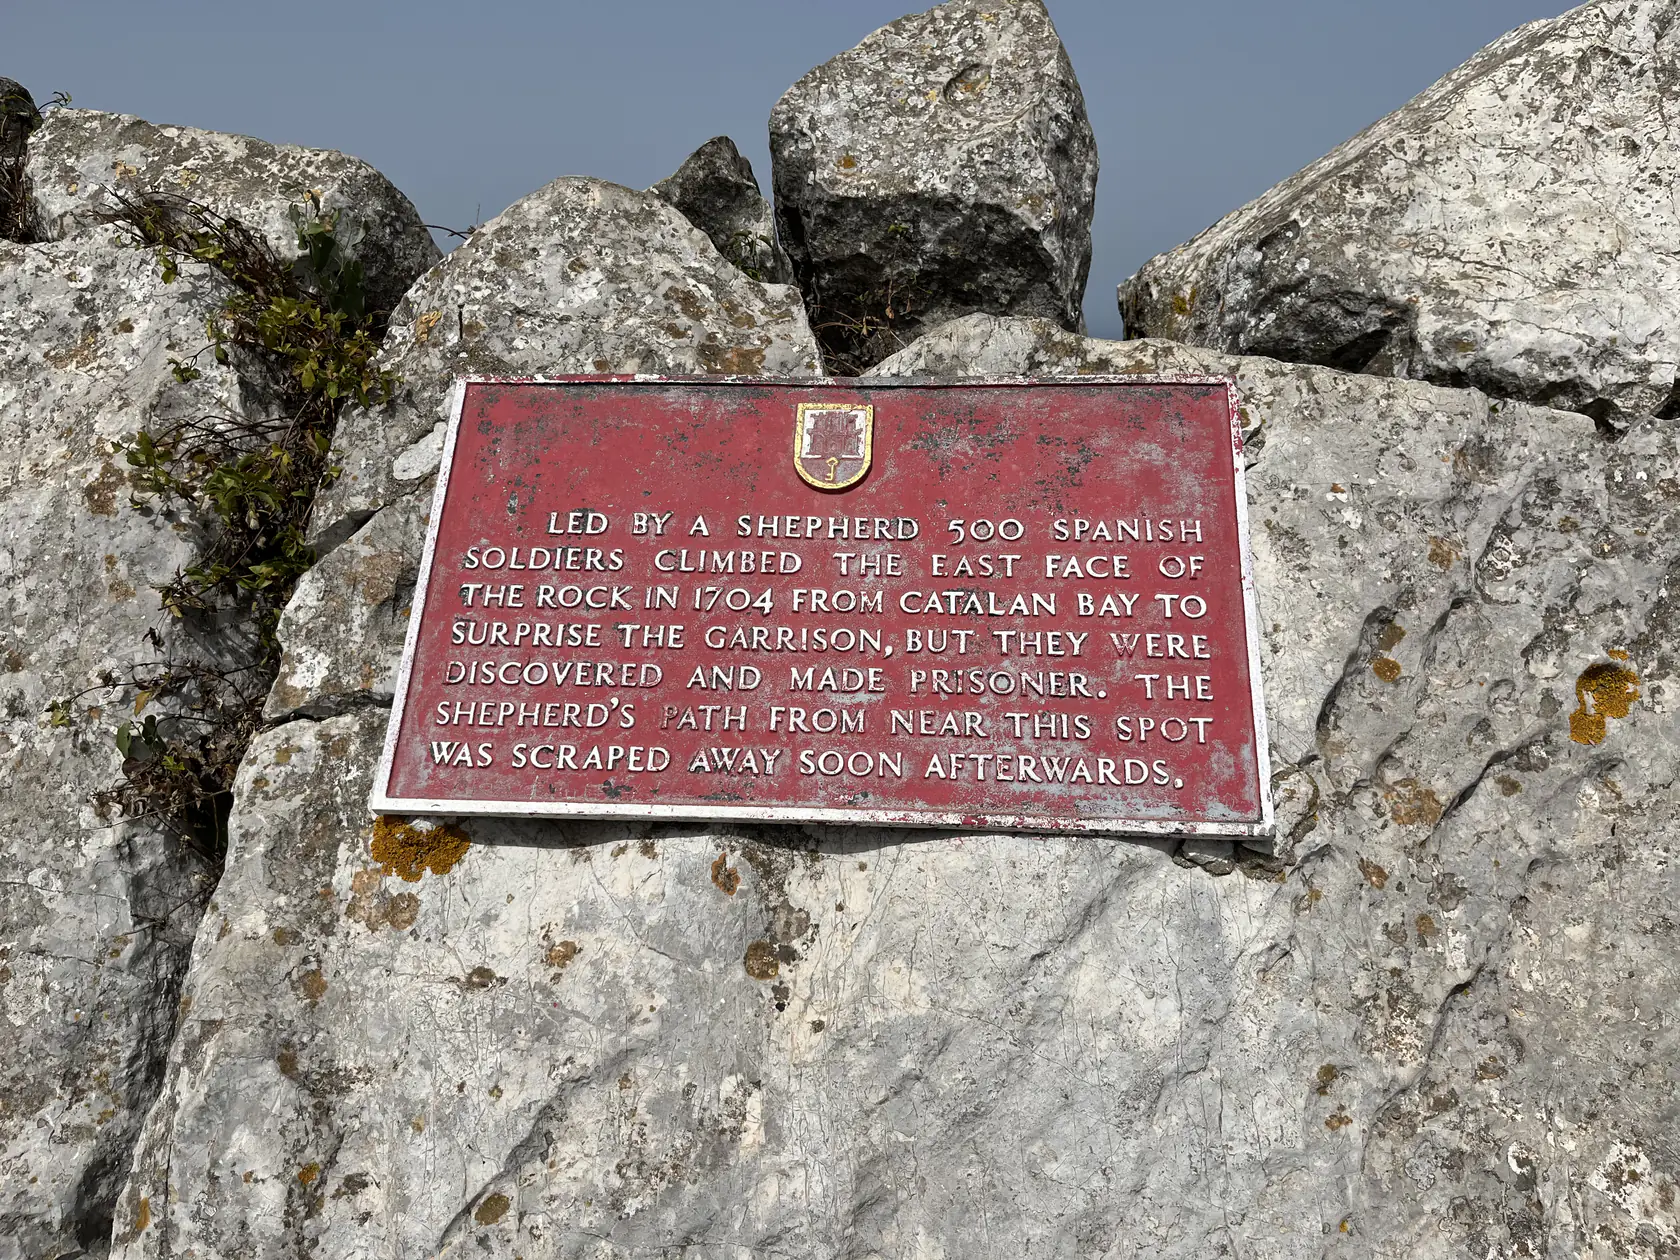 LED BY A SHEPHERD 500 SPANISH
SOLDIERS CLIMBED THE EAST FACE OF
THE ROCK IN 1704 FROM CATALAN BAY TO
SURPRISE THE GARRISON, BUT THEY WERE
DISCOVERED AND MADE PRISONER. THE
SHEPHERD'S PATH FROM NEAR THIS SPOT
WAS SCRAPED AWAY SOON AFTERWARDS.